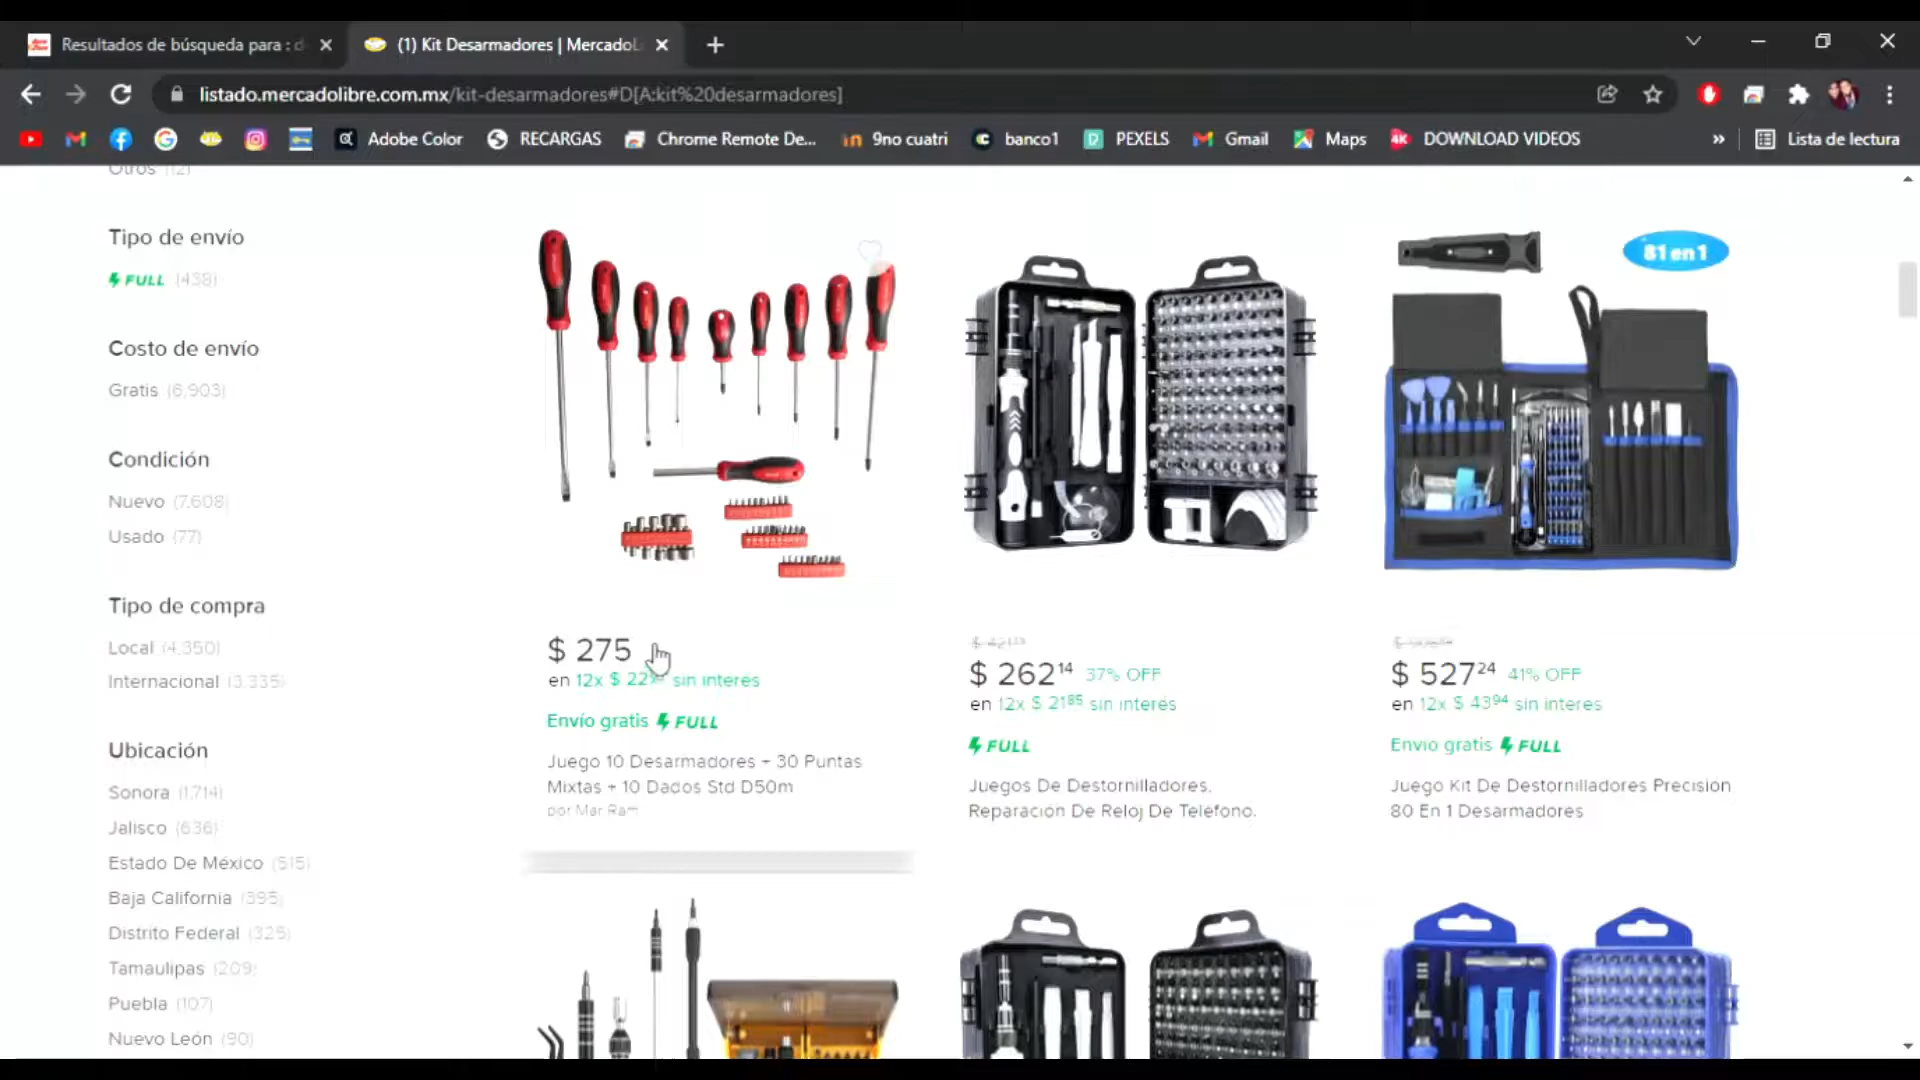 Resultados de búsqueda para : d
(1) Kit Desarmadores | MercadoL
listado.mercadolibre.com.mx/kit-desarmadores#D[A:kit%20desarmadores]
Adobe Color
RECARGAS
Chrome Remote De...
9no cuatri
banco1
PEXELS
Gmail
Maps
DOWNLOAD VIDEOS
»
Lista de lectura
Otros (12)
Tipo de envío
FULL (438)
Costo de envío
Gratis (6,903)
Condición
Nuevo (7,608)
Usado (77)
Tipo de compra
Local (4,350)
Internacional (3,335)
Ubicación
Sonora (1,714)
Jalisco (636)
Estado De México (515)
Baja California (395)
Distrito Federal (325)
Tamaulipas (209)
Puebla (107)
Nuevo León (90)
$ 275
en 12x $ 22 sin interés
Envío gratis FULL
Juego 10 Desarmadores + 30 Puntas
Mixtas + 10 Dados Std D50m
por Mar Ram
$ 262 14 37% OFF
en 12x $ 21 85 sin interés
FULL
Juegos De Destornilladores,
Reparación De Reloj De Teléfono.
81 en 1
$ 527 24 41% OFF
en 12x $ 43 94 sin interés
Envío gratis FULL
Juego Kit De Destornilladores Precision
80 En 1 Desarmadores